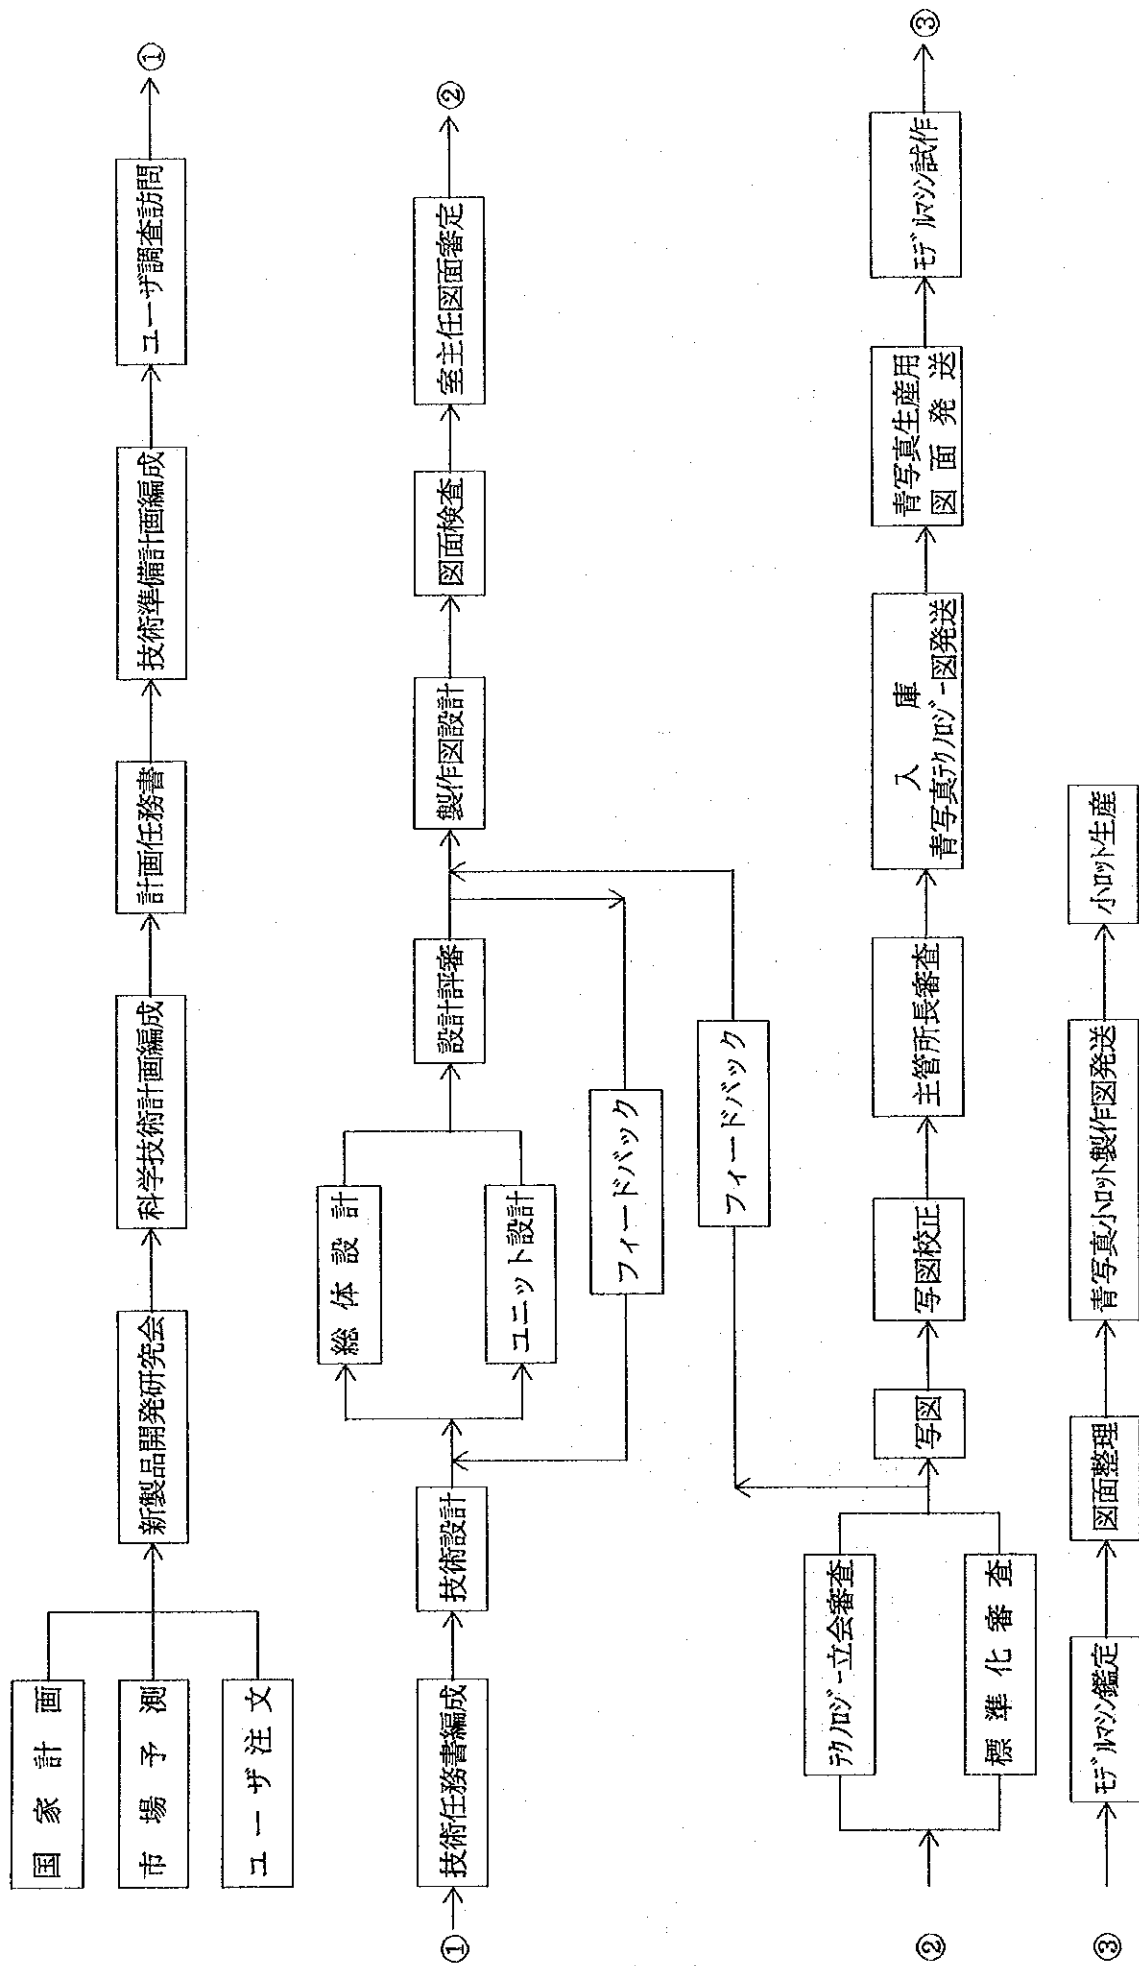 国家計画
市場予測
ユーザ注文
新製品開発研究会
科学技術計画編成
計画任務書
技術準備計画編成
ユーザ調査訪問
①
①
技術任務書編成
技術設計
総体設計
ユニット設計
設計評審
製作図設計
図面検査
室主任図面審定
②
フィードバック
フィードバック
②
テクノロジー立会審査
標準化審査
写図
写図校正
主管所長審査
入庫
青写真テクノロジー図発送
青写真生産用
図面発送
モデルマシン試作
③
③
モデルマシン鑑定
図面整理
青写真小ロット製作図発送
小ロット生産